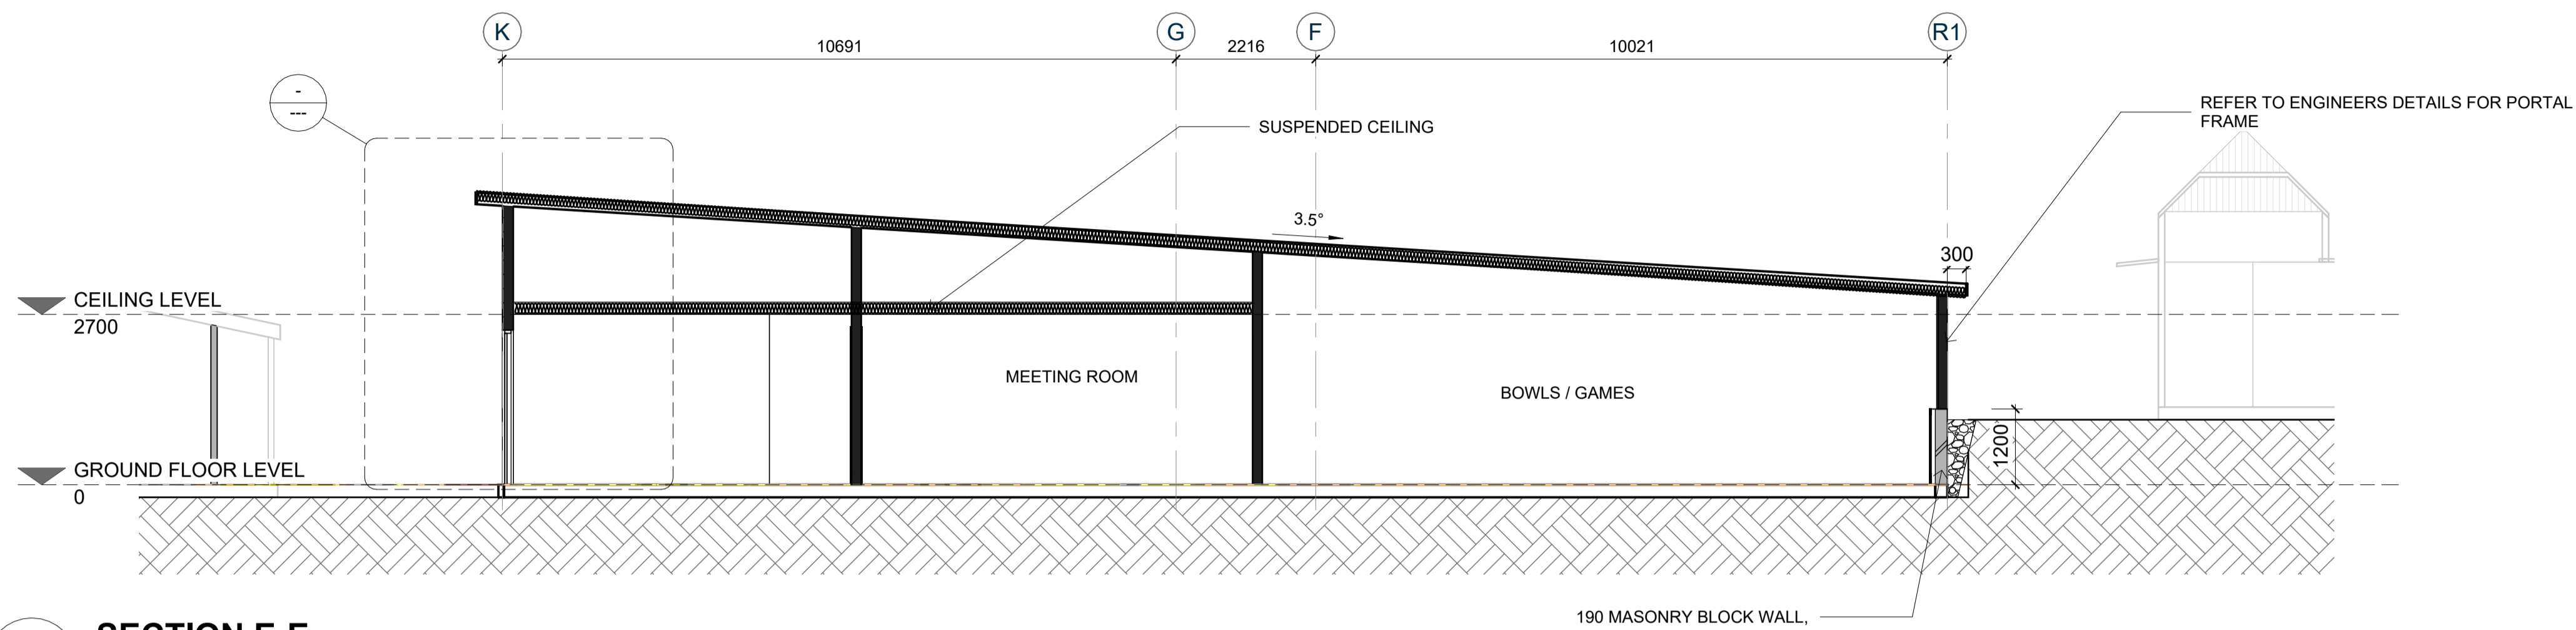 K
G
F
R1
10691
2216
10021
-
---
REFER TO ENGINEERS DETAILS FOR PORTAL
FRAME
SUSPENDED CEILING
3.5°
300
CEILING LEVEL
2700
MEETING ROOM
BOWLS / GAMES
1200
GROUND FLOOR LEVEL
0
190 MASONRY BLOCK WALL,